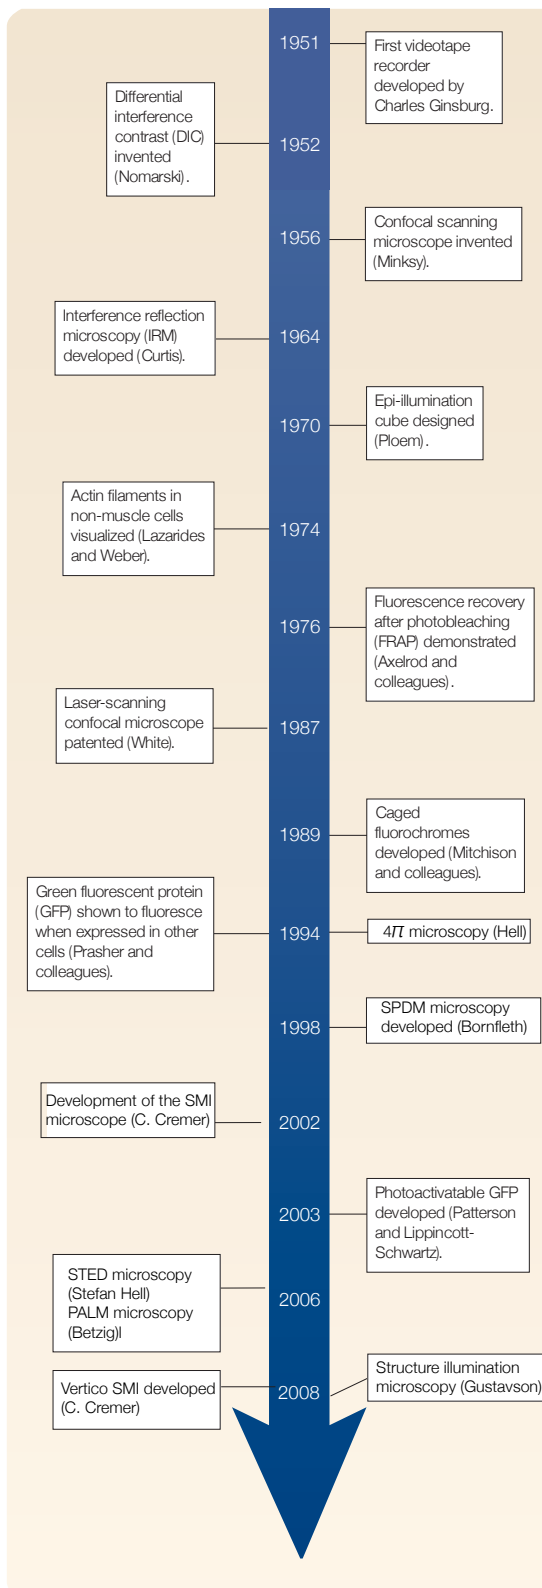 1951
First videotape
recorder
developed by
Charles Ginsburg.
Differential
interference
contrast (DIC)
invented
(Nomarski).
1952
1956
Confocal scanning
microscope invented
(Minksy).
Interference reflection
microscopy (IRM)
developed (Curtis).
1964
1970
Epi-illumination
cube designed
(Ploem).
Actin filaments in
non-muscle cells
visualized (Lazarides
and Weber).
1974
1976
Fluorescence recovery
after photobleaching
(FRAP) demonstrated
(Axelrod and
colleagues).
Laser-scanning
confocal microscope
patented (White).
1987
1989
Caged
fluorochromes
developed (Mitchison
and colleagues).
Green fluorescent protein
(GFP) shown to fluoresce
when expressed in other
cells (Prasher and
colleagues).
1994
4π microscopy (Hell)
1998
SPDM microscopy
developed (Bornfleth)
Development of the SMI
microscope (C. Cremer)
2002
2003
Photoactivatable GFP
developed (Patterson
and Lippincott-
Schwartz).
STED microscopy
(Stefan Hell)
PALM microscopy
(Betzig)l
2006
Vertico SMI developed
(C. Cremer)
2008
Structure illumination
microscopy (Gustavson)